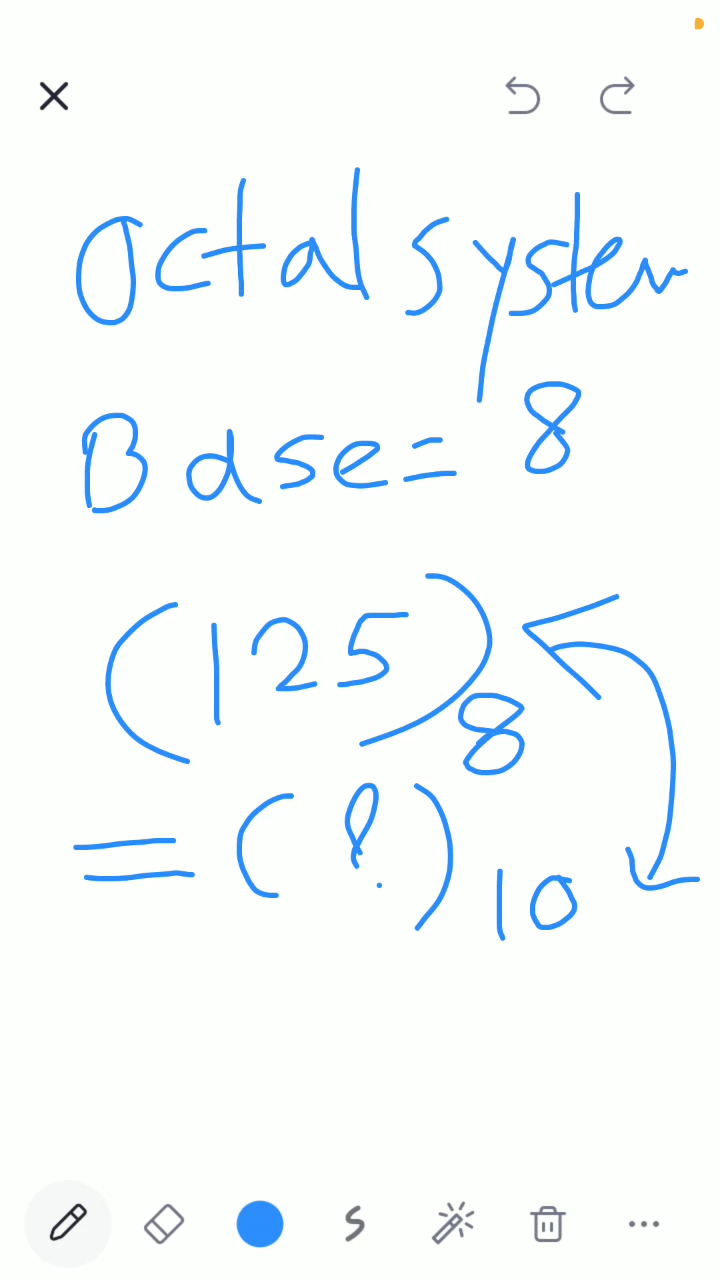 Octal system
Base = 8
(125)8
= (?)10